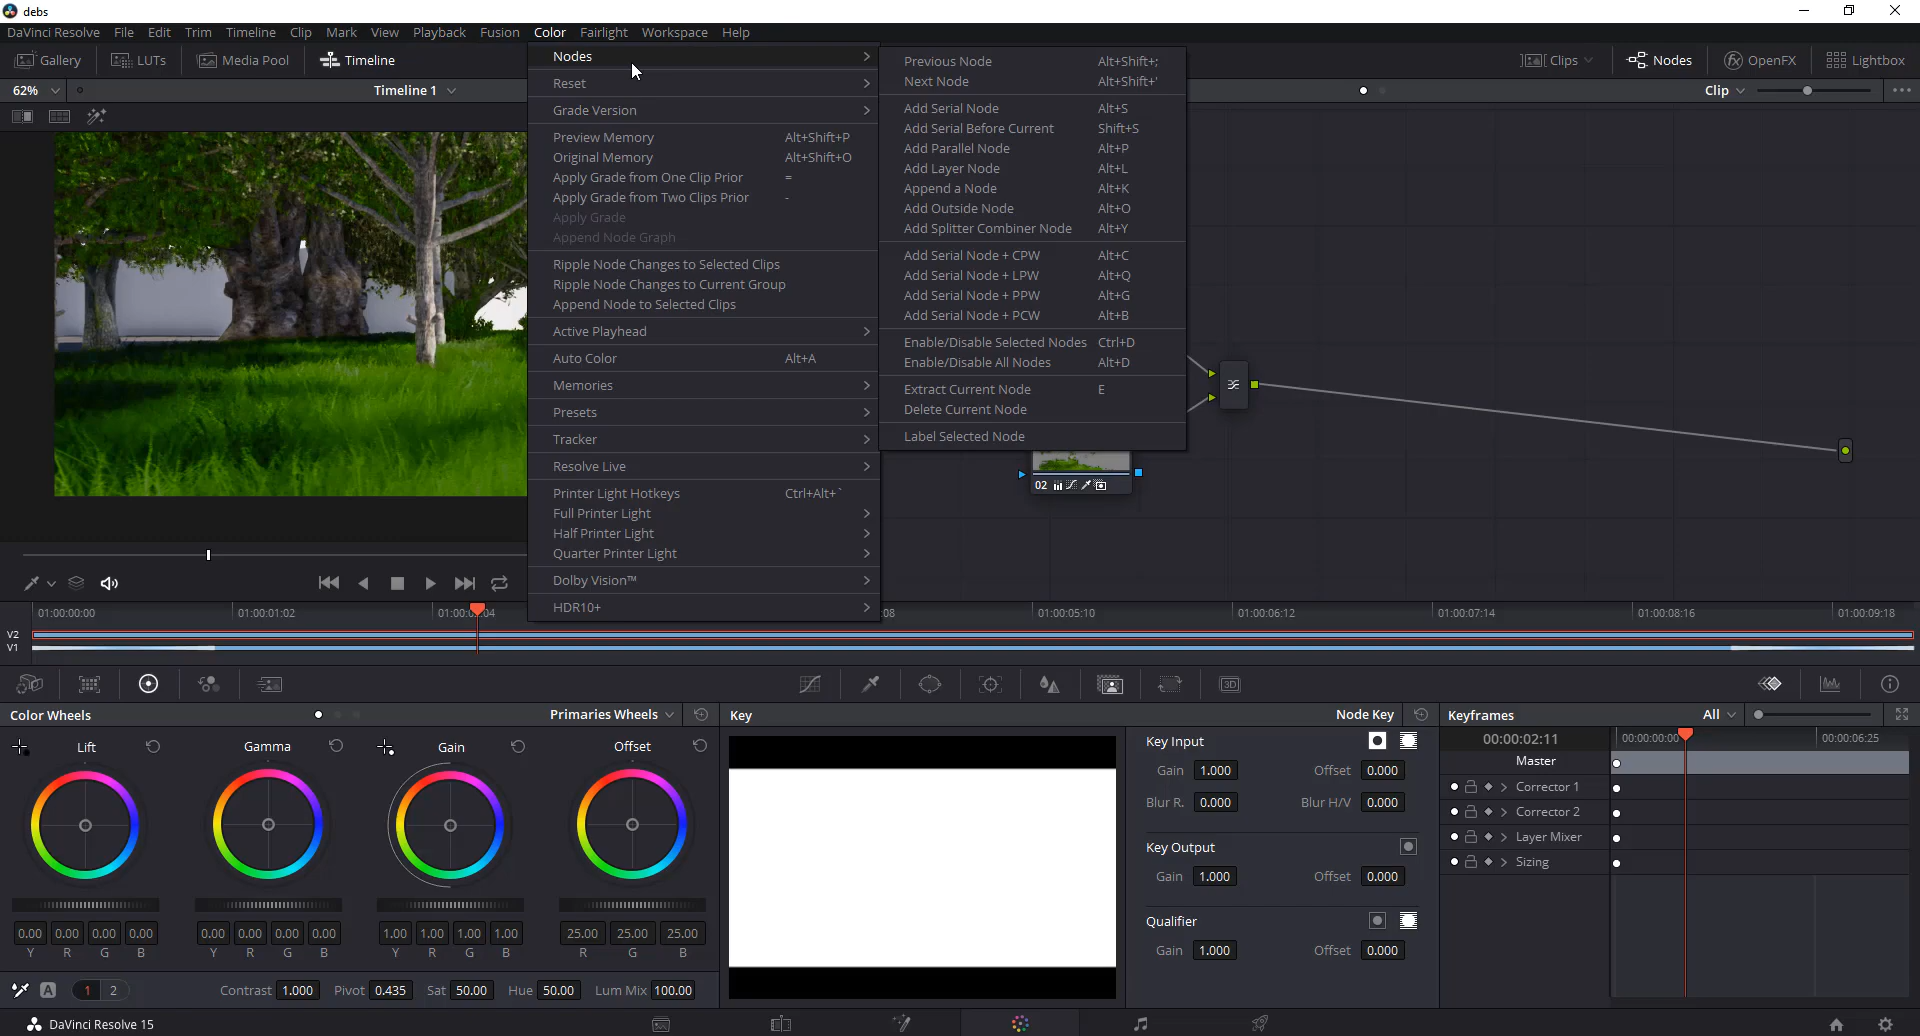 debs
DaVinci Resolve File Edit Trim Timeline Clip Mark View Playback Fusion Color Fairlight Workspace Help
Gallery LUTs Media Pool Timeline Clips Nodes OpenFX Lightbox
62% Timeline 1 Clip
Nodes
Reset
Grade Version
Preview Memory Alt+Shift+P
Original Memory Alt+Shift+O
Apply Grade from One Clip Prior =
Apply Grade from Two Clips Prior -
Apply Grade
Append Node Graph
Ripple Node Changes to Selected Clips
Ripple Node Changes to Current Group
Append Node to Selected Clips
Active Playhead
Auto Color Alt+A
Memories
Presets
Tracker
Resolve Live
Printer Light Hotkeys Ctrl+Alt+`
Full Printer Light
Half Printer Light
Quarter Printer Light
Dolby Vision™
HDR10+
Previous Node Alt+Shift+;
Next Node Alt+Shift+'
Add Serial Node Alt+S
Add Serial Before Current Shift+S
Add Parallel Node Alt+P
Add Layer Node Alt+L
Append a Node Alt+K
Add Outside Node Alt+O
Add Splitter Combiner Node Alt+Y
Add Serial Node + CPW Alt+C
Add Serial Node + LPW Alt+Q
Add Serial Node + PPW Alt+G
Add Serial Node + PCW Alt+B
Enable/Disable Selected Nodes Ctrl+D
Enable/Disable All Nodes Alt+D
Extract Current Node E
Delete Current Node
Label Selected Node
02
01:00:00:00 01:00:01:02 01:00: :04 :08 01:00:05:10 01:00:06:12 01:00:07:14 01:00:08:16 01:00:09:18
V2
V1
3D
Color Wheels Primaries Wheels Key Node Key Keyframes All
Lift Gamma Gain Offset
0.00 0.00 0.00 0.00 0.00 0.00 0.00 0.00 1.00 1.00 1.00 1.00 25.00 25.00 25.00
Y R G B Y R G B Y R G B R G B
A 1 2 Contrast 1.000 Pivot 0.435 Sat 50.00 Hue 50.00 Lum Mix 100.00
Key Input
Gain 1.000 Offset 0.000
Blur R. 0.000 Blur H/V 0.000
Key Output
Gain 1.000 Offset 0.000
Qualifier
Gain 1.000 Offset 0.000
00:00:02:11 00:00:00:00 00:00:06:25
Master
Corrector 1
Corrector 2
Layer Mixer
Sizing
DaVinci Resolve 15